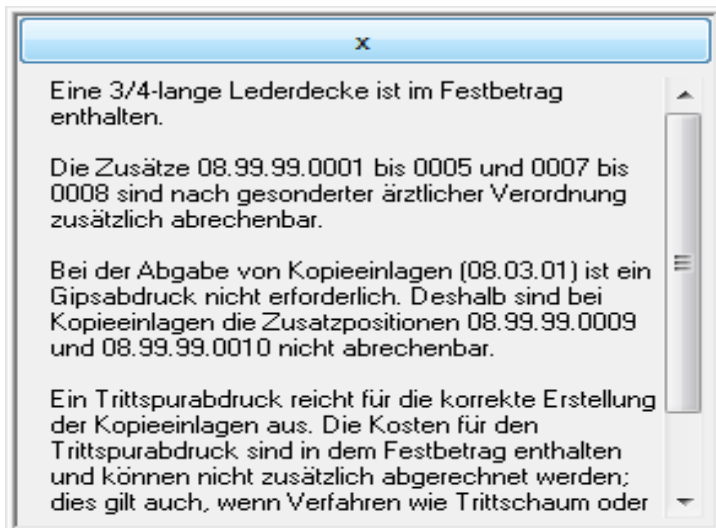 x
Eine 3/4-lange Lederdecke ist im Festbetrag
enthalten.
Die Zusätze 08.99.99.0001 bis 0005 und 0007 bis
0008 sind nach gesonderter ärztlicher Verordnung
zusätzlich abrechenbar.
Bei der Abgabe von Kopieeinlagen (08.03.01) ist ein
Gipsabdruck nicht erforderlich. Deshalb sind bei
Kopieeinlagen die Zusatzpositionen 08.99.99.0009
und 08.99.99.0010 nicht abrechenbar.
Ein Trittspurabdruck reicht für die korrekte Erstellung
der Kopieeinlagen aus. Die Kosten für den
Trittspurabdruck sind in dem Festbetrag enthalten
und können nicht zusätzlich abgerechnet werden;
dies gilt auch, wenn Verfahren wie Trittschaum oder